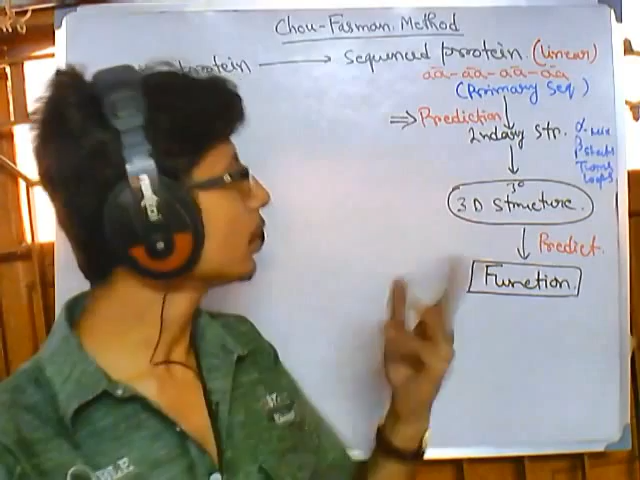 Chou-Fasman Method
protein → Sequenced protein (Linear)
aa-aa-aa-aa
(Primary Seq)
⇒ Prediction
2ndary Str.
α-
β sheets
Turns
Loops
3°
3D Structure
Predict
Function